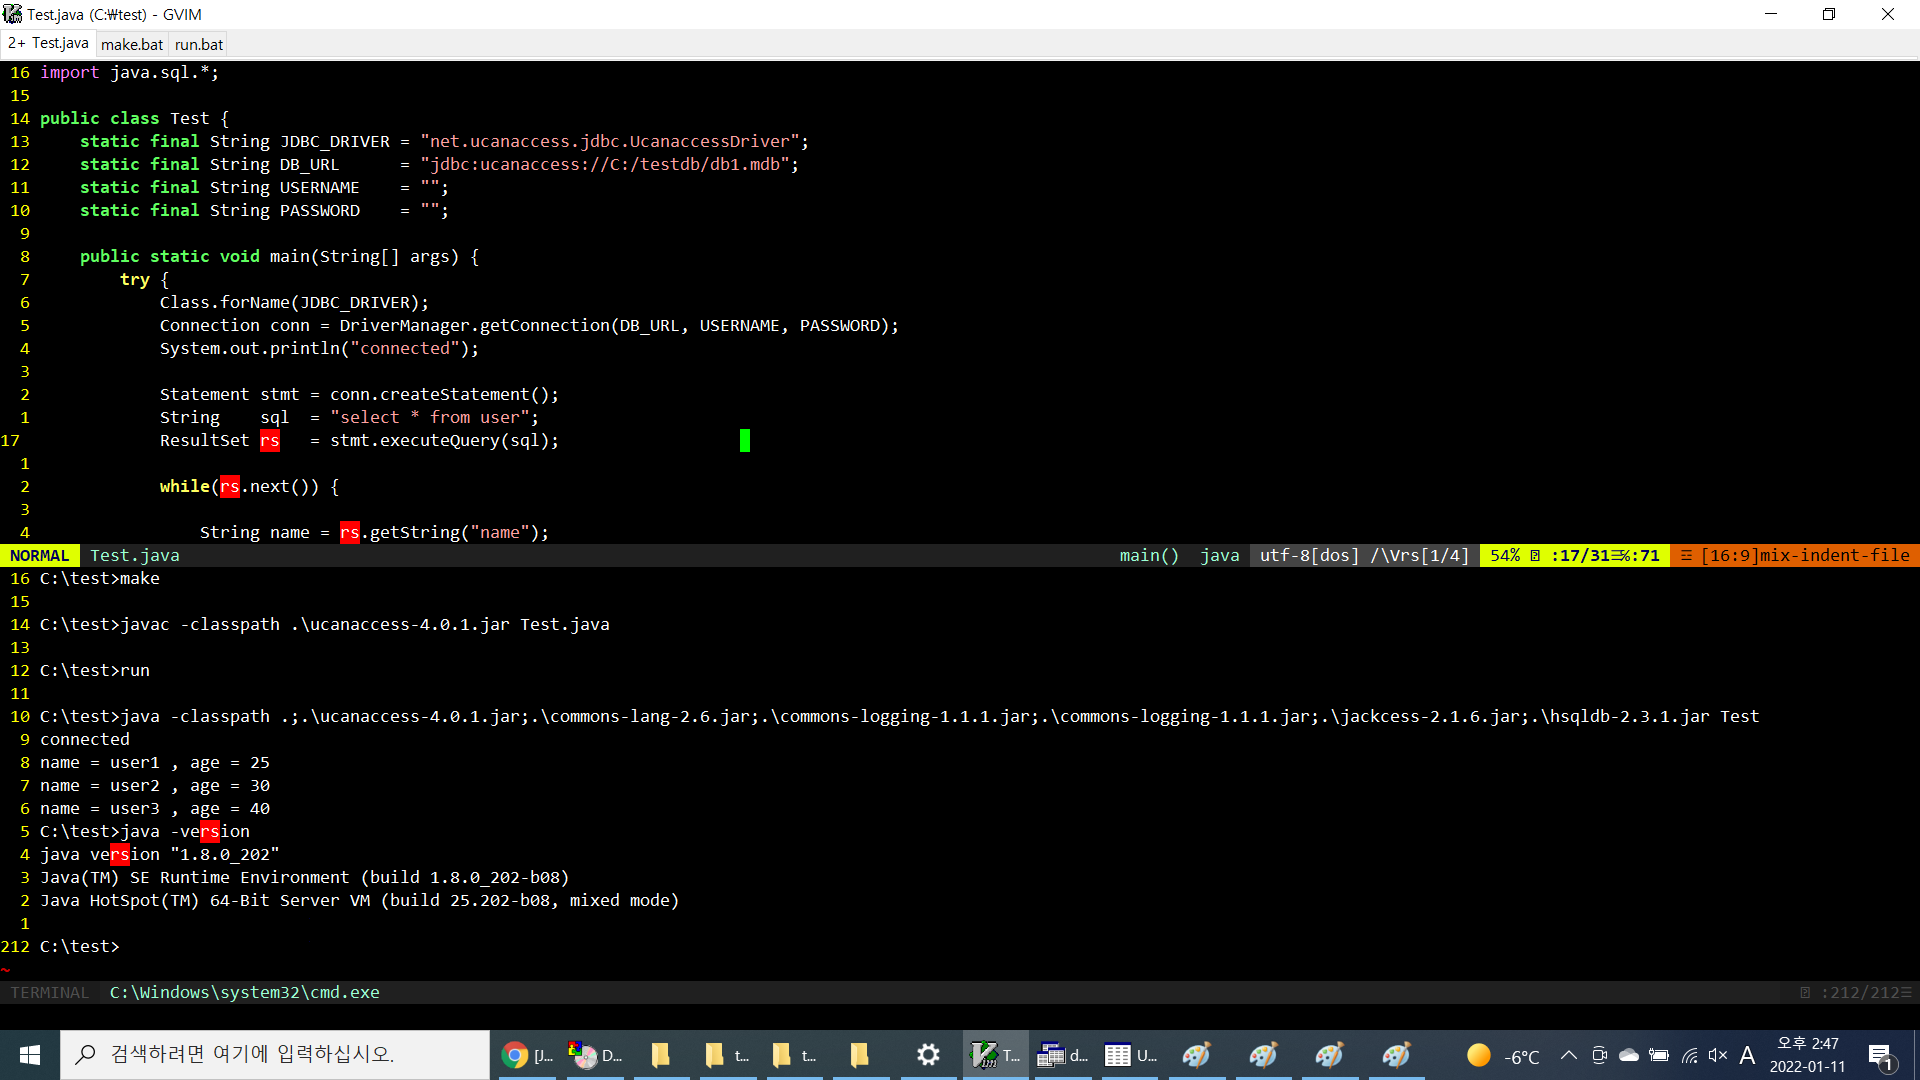 Test.java (C:\test) - GVIM
2+ Test.java make.bat run.bat
16 import java.sql.*;
15
14 public class Test {
13     static final String JDBC_DRIVER = "net.ucanaccess.jdbc.UcanaccessDriver";
12     static final String DB_URL      = "jdbc:ucanaccess://C:/testdb/db1.mdb";
11     static final String USERNAME    = "";
10     static final String PASSWORD    = "";
9
8     public static void main(String[] args) {
7         try {
6             Class.forName(JDBC_DRIVER);
5             Connection conn = DriverManager.getConnection(DB_URL, USERNAME, PASSWORD);
4             System.out.println("connected");
3
2             Statement stmt = conn.createStatement();
1             String    sql  = "select * from user";
17             ResultSet rs   = stmt.executeQuery(sql);
1
2             while(rs.next()) {
3
4                 String name = rs.getString("name");
NORMAL Test.java main() java utf-8[dos] /\Vrs[1/4] 54% :17/31☰%:71 ☲ [16:9]mix-indent-file
16 C:\test>make
15
14 C:\test>javac -classpath .\ucanaccess-4.0.1.jar Test.java
13
12 C:\test>run
11
10 C:\test>java -classpath .;.\ucanaccess-4.0.1.jar;.\commons-lang-2.6.jar;.\commons-logging-1.1.1.jar;.\commons-logging-1.1.1.jar;.\jackcess-2.1.6.jar;.\hsqldb-2.3.1.jar Test
9 connected
8 name = user1 , age = 25
7 name = user2 , age = 30
6 name = user3 , age = 40
5 C:\test>java -version
4 java version "1.8.0_202"
3 Java(TM) SE Runtime Environment (build 1.8.0_202-b08)
2 Java HotSpot(TM) 64-Bit Server VM (build 25.202-b08, mixed mode)
1
212 C:\test>
~
TERMINAL C:\Windows\system32\cmd.exe :212/212☰
검색하려면 여기에 입력하십시오. [J... D... t... t... T... d... U... -6°C A 오후 2:47
2022-01-11 1